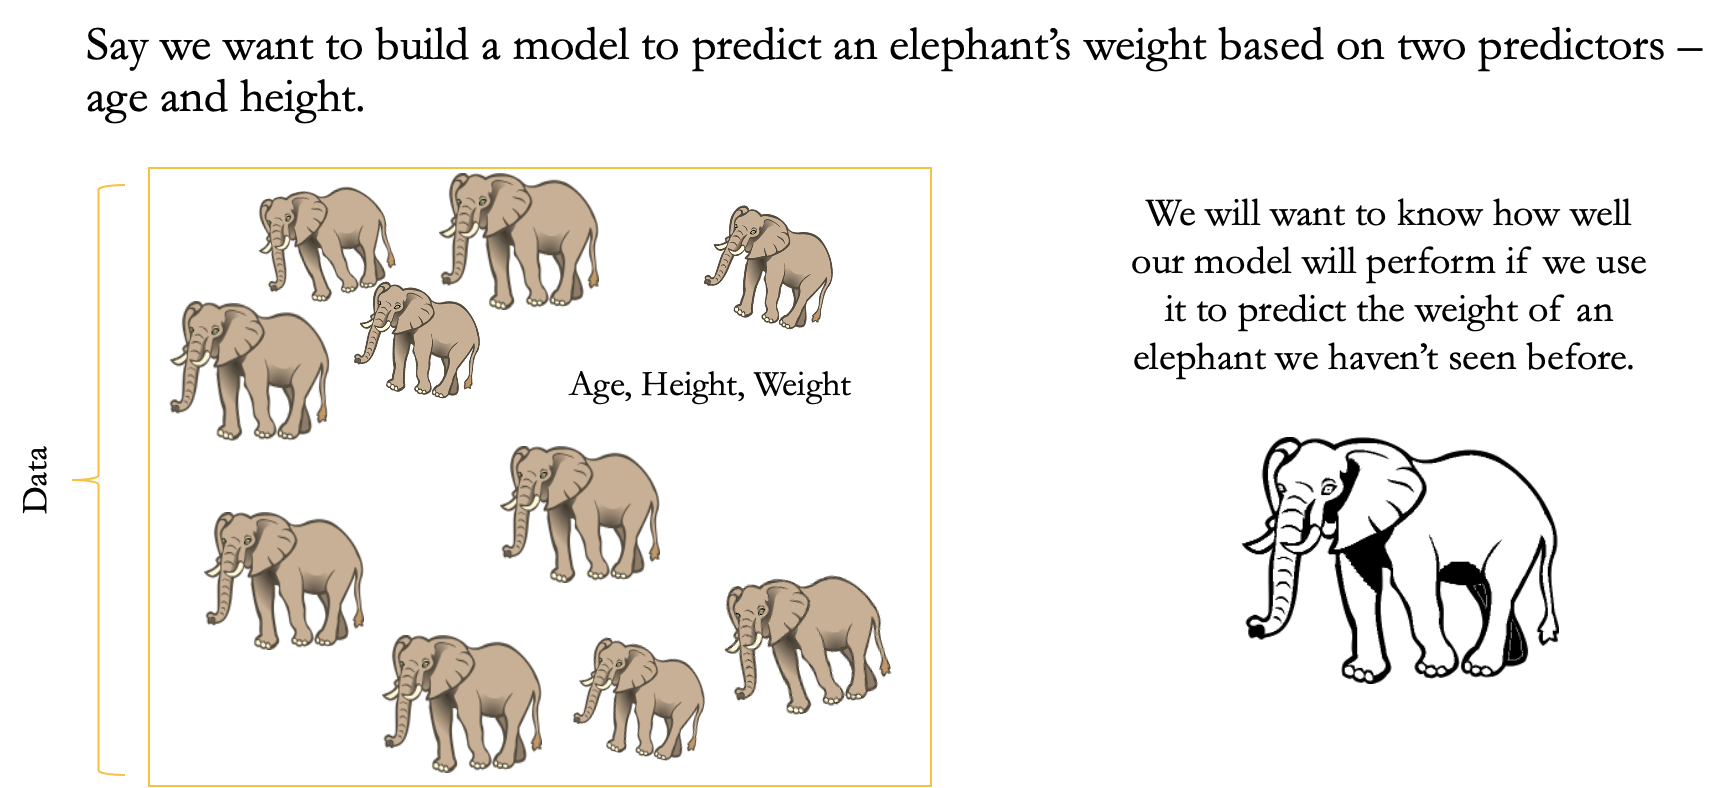 Say we want to build a model to predict an elephant’s weight based on two predictors –
age and height.
Data
Age, Height, Weight
We will want to know how well
our model will perform if we use
it to predict the weight of an
elephant we haven’t seen before.